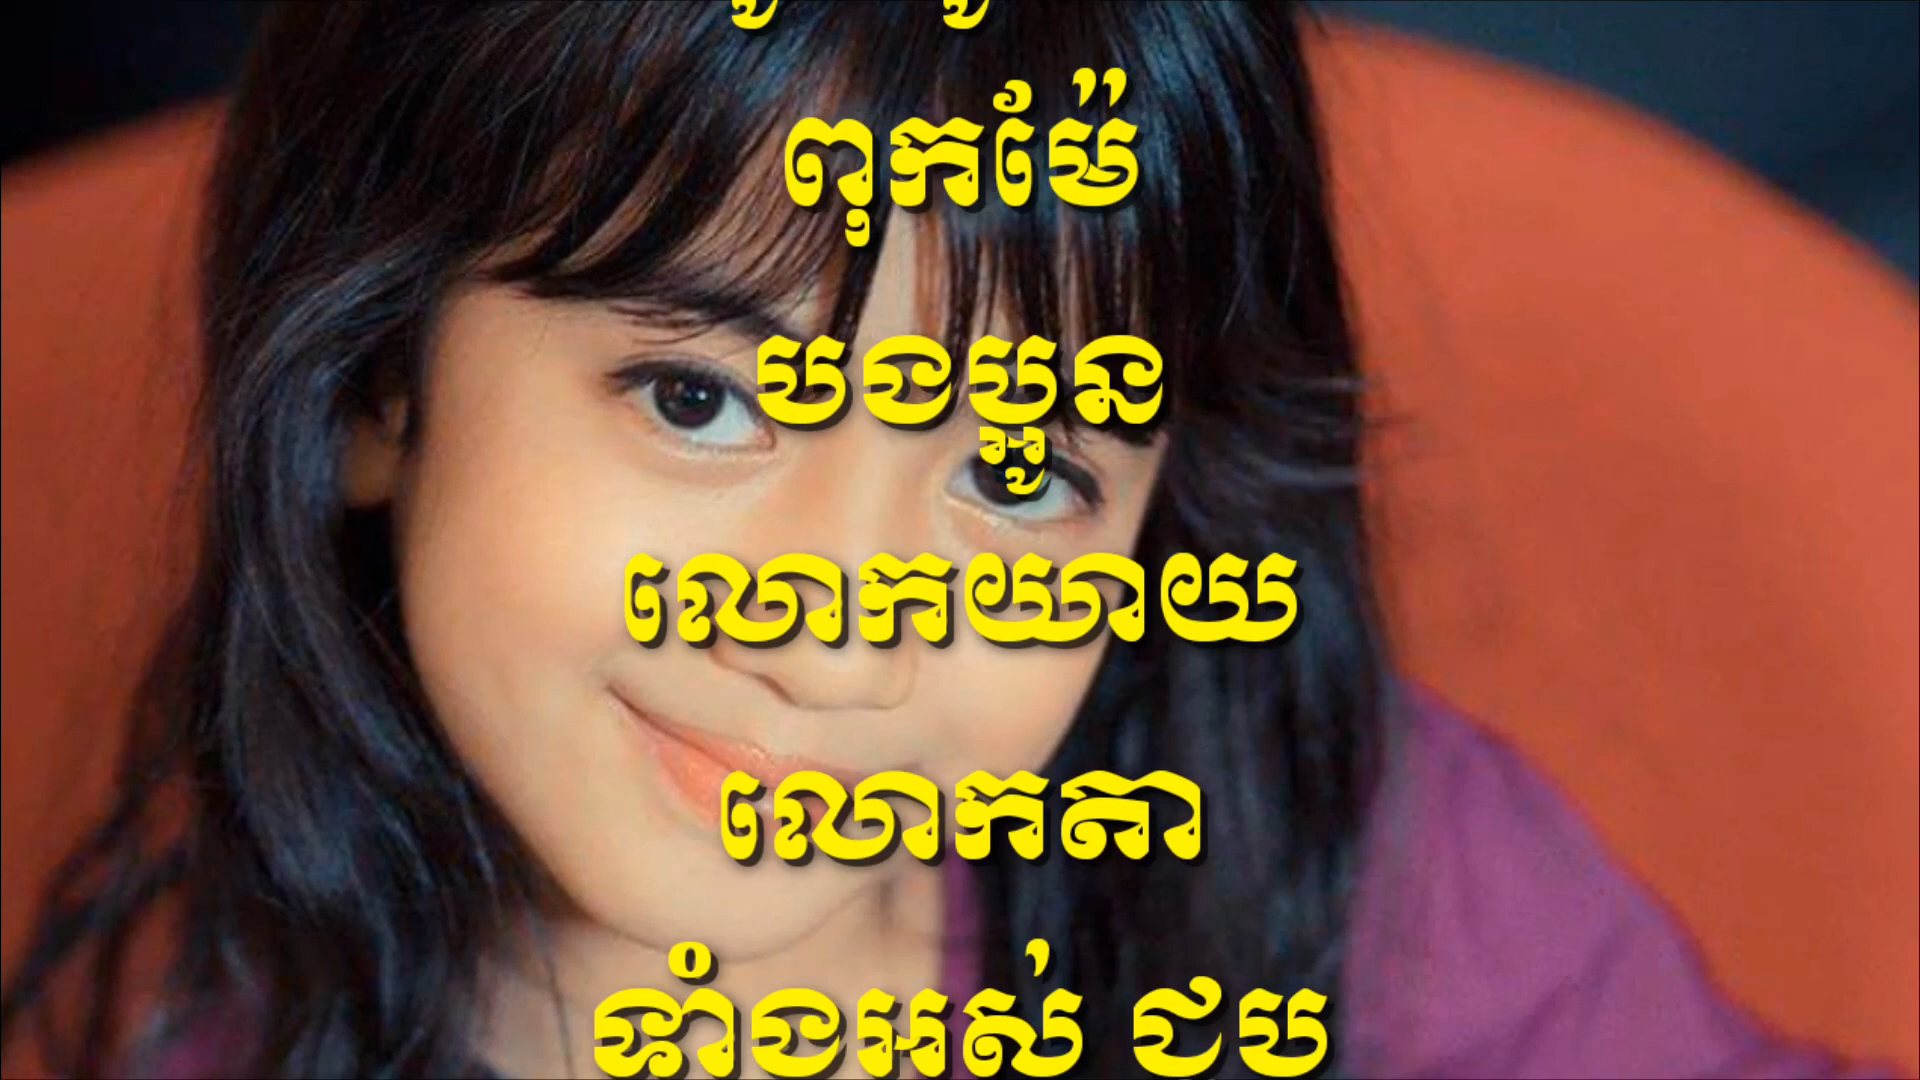 ពុកម៉ែ
បងប្អូន
លោកយាយ
លោកតា
ទាំងអស់ ជប